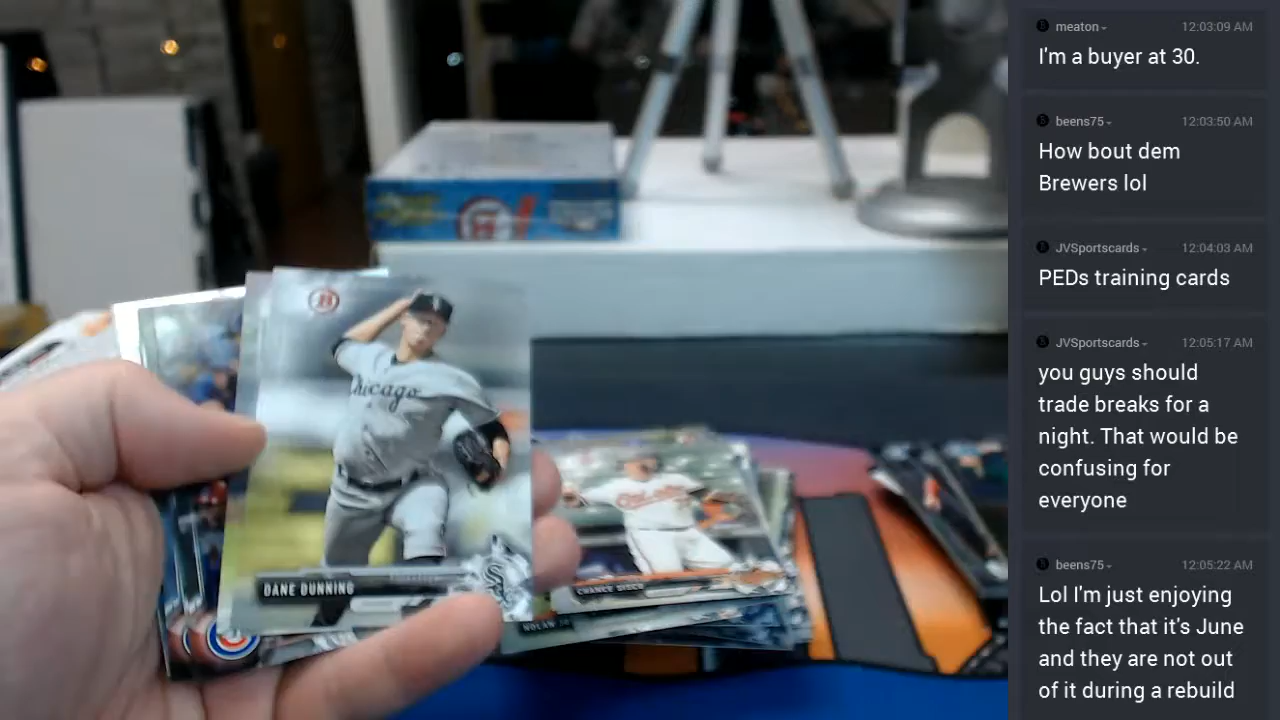 Chicago
DANE DUNNING
Orioles
CHANCE SISCO
NOLAN
meaton
12:03:09 AM
I'm a buyer at 30.
beens75
12:03:50 AM
How bout dem
Brewers lol
JVSportscards
12:04:03 AM
PEDs training cards
JVSportscards
12:05:17 AM
you guys should
trade breaks for a
night. That would be
confusing for
everyone
beens75
12:05:22 AM
Lol I'm just enjoying
the fact that it's June
and they are not out
of it during a rebuild